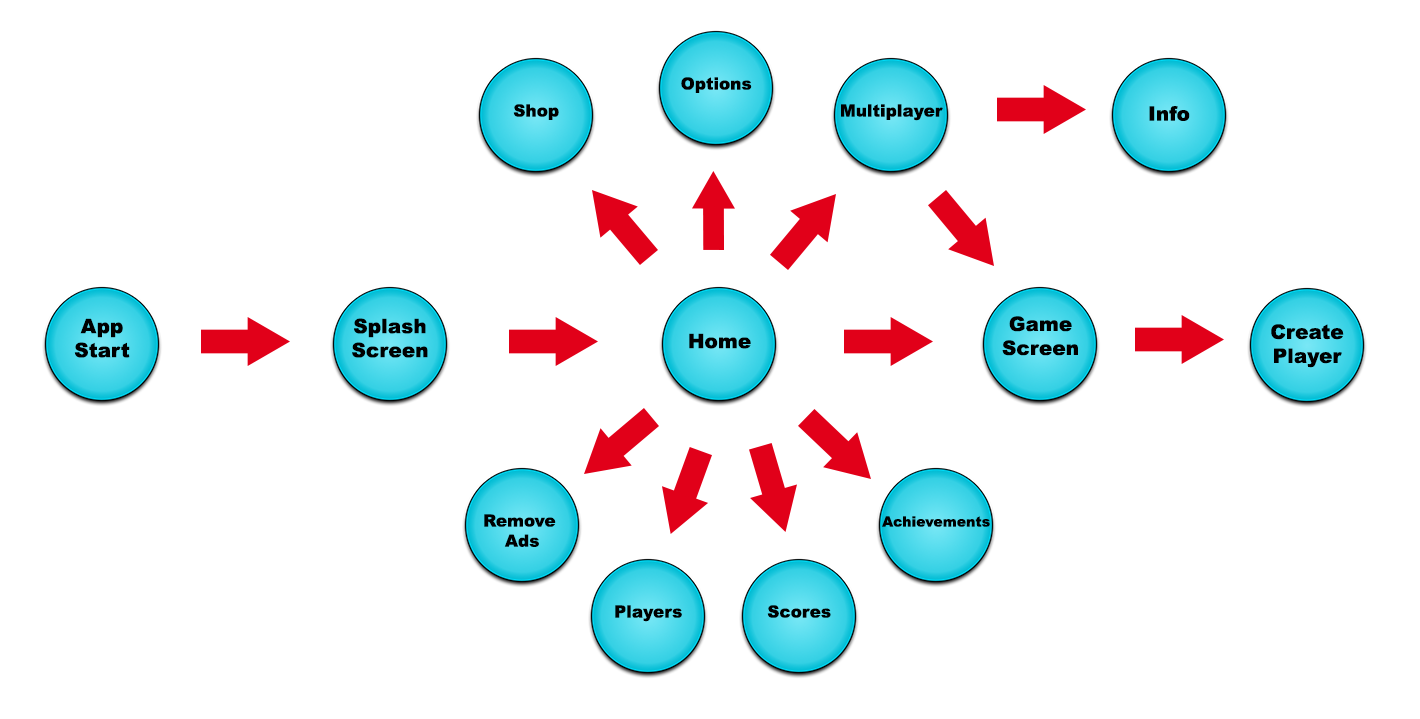 Shop
Options
Multiplayer
Info
App
Start
Splash
Screen
Home
Game
Screen
Create
Player
Remove
Ads
Players
Scores
Achievements